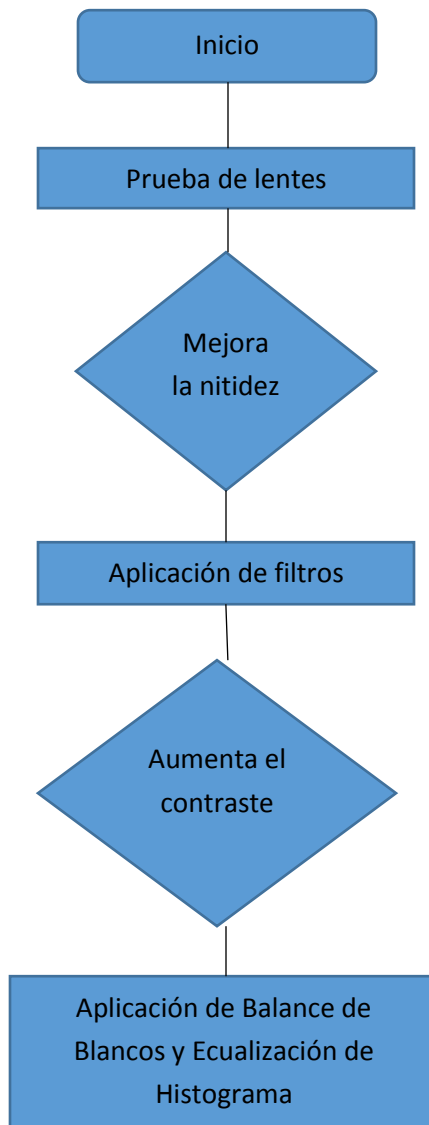 Inicio
Prueba de lentes
Mejora
la nitidez
Aplicación de filtros
Aumenta el
contraste
Aplicación de Balance de
Blancos y Ecualización de
Histograma